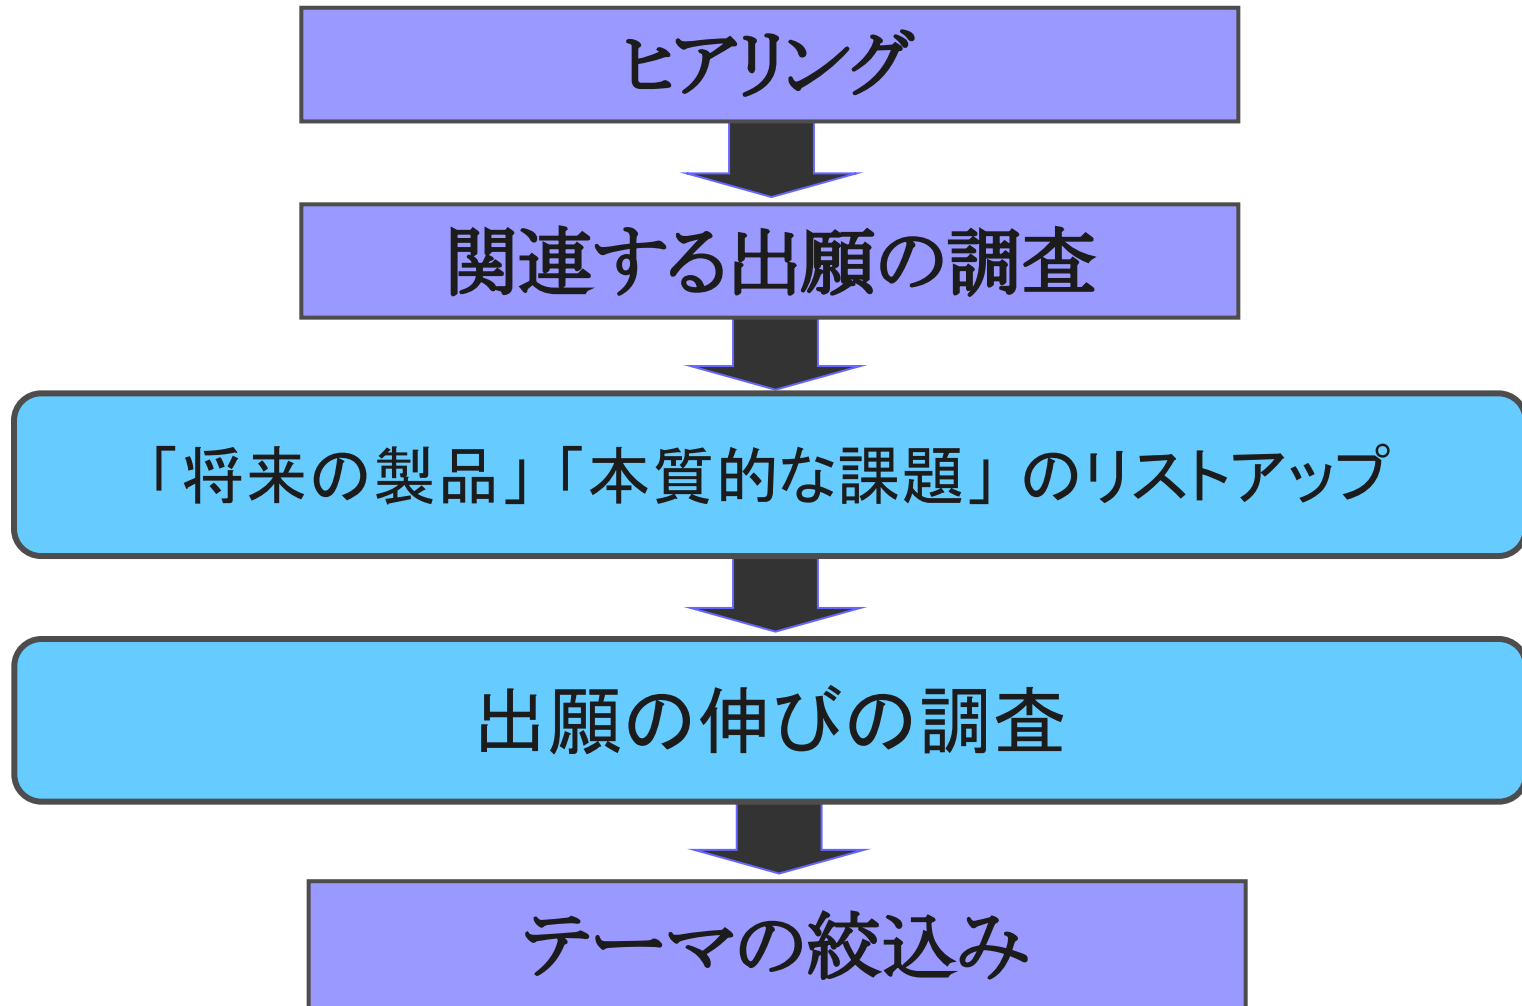 ヒアリング
関連する出願の調査
「将来の製品」「本質的な課題」のリストアップ
出願の伸びの調査
テーマの絞込み